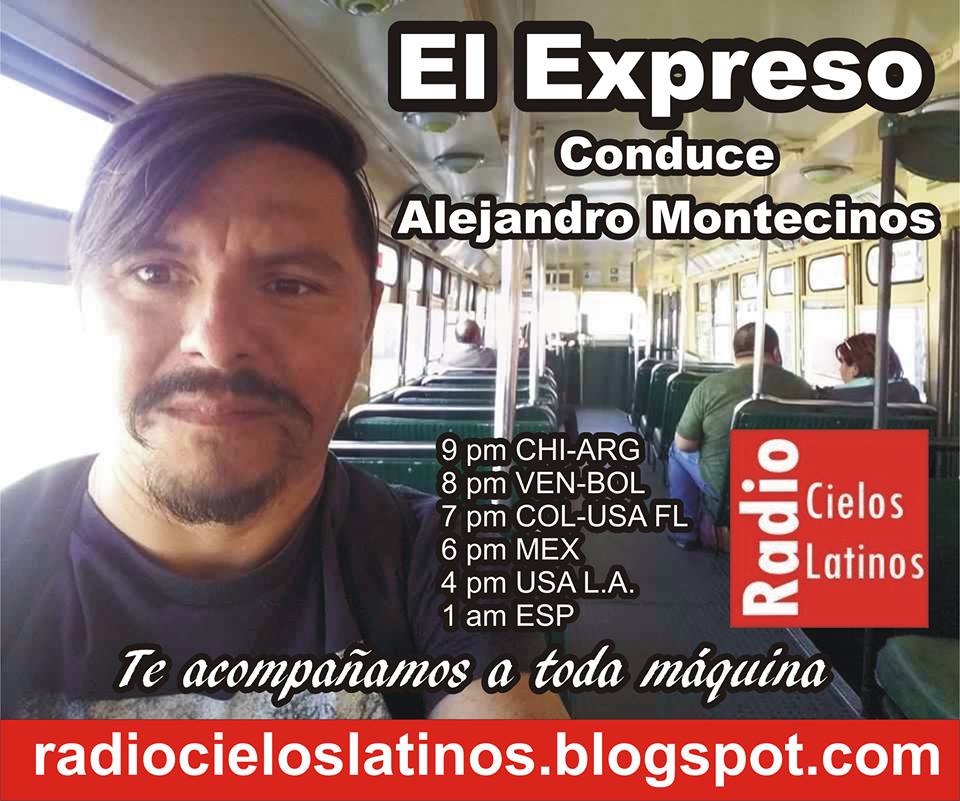 El Expreso
Conduce
Alejandro Montecinos
9 pm CHI-ARG
8 pm VEN-BOL
7 pm COL-USA FL
6 pm MEX
4 pm USA L.A.
1 am ESP
Radio
Cielos
Latinos
Te acompañamos a toda máquina
radiocieloslatinos.blogspot.com